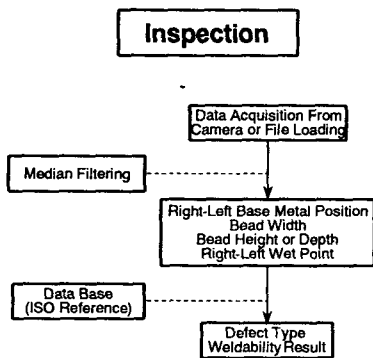 Inspection
Data Acquisition From
Camera or File Loading
Median Filtering
Right-Left Base Metal Position
Bead Width
Bead Height or Depth
Right-Left Wet Point
Data Base
(ISO Reference)
Defect Type
Weldability Result